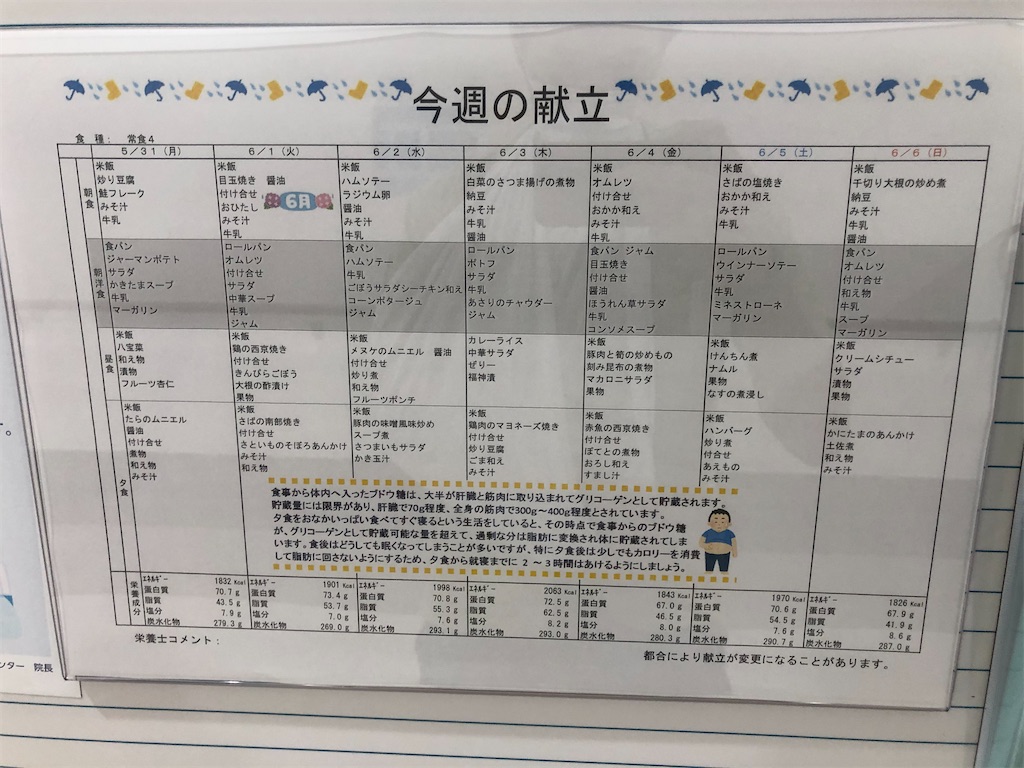 今週の献立
食 種： 常食4
5／31（月） 6／1（火） 6／2（水） 6／3（木） 6／4（金） 6／5（土） 6／6（日）
朝食
米飯
炒り豆腐
鮭フレーク
みそ汁
牛乳
米飯
目玉焼き 醤油
付け合せ
おひたし
みそ汁
牛乳
6月
米飯
ハムソテー
ラジウム卵
醤油
みそ汁
牛乳
米飯
白菜のさつま揚げの煮物
納豆
みそ汁
牛乳
醤油
米飯
オムレツ
付け合せ
おかか和え
みそ汁
牛乳
米飯
さばの塩焼き
おかか和え
みそ汁
牛乳
米飯
千切り大根の炒め煮
納豆
みそ汁
牛乳
醤油
朝洋食
食パン
ジャーマンポテト
サラダ
かきたまスープ
牛乳
マーガリン
ロールパン
オムレツ
付け合せ
サラダ
中華スープ
牛乳
ジャム
食パン
ハムソテー
牛乳
ごぼうサラダシーチキン和え
コーンポタージュ
ジャム
ロールパン
ポトフ
サラダ
牛乳
あさりのチャウダー
ジャム
食パン ジャム
目玉焼き
付け合せ
醤油
ほうれん草サラダ
牛乳
コンソメスープ
ロールパン
ウインナーソテー
サラダ
牛乳
ミネストローネ
マーガリン
食パン
オムレツ
付け合せ
和え物
牛乳
スープ
マーガリン
昼食
米飯
八宝菜
和え物
漬物
フルーツ杏仁
米飯
鶏の西京焼き
付け合せ
きんぴらごぼう
大根の酢漬け
果物
米飯
メヌケのムニエル 醤油
付け合せ
炒り煮
和え物
フルーツポンチ
カレーライス
中華サラダ
ぜりー
福神漬
米飯
豚肉と筍の炒めもの
刻み昆布の煮物
マカロニサラダ
果物
米飯
けんちん煮
ナムル
果物
なすの煮浸し
米飯
クリームシチュー
サラダ
漬物
果物
夕食
米飯
たらのムニエル
醤油
付け合せ
煮物
和え物
みそ汁
米飯
さばの南部焼き
付け合せ
さといものそぼろあんかけ
みそ汁
和え物
米飯
豚肉の味噌風味炒め
スープ煮
さつまいもサラダ
かき玉汁
米飯
鶏肉のマヨネーズ焼き
付け合せ
炒り豆腐
ごま和え
みそ汁
米飯
赤魚の西京焼き
付け合せ
ぽてとの煮物
おろし和え
すまし汁
米飯
ハンバーグ
炒り煮
付合せ
あえもの
みそ汁
米飯
かにたまのあんかけ
土佐煮
和え物
みそ汁
食事から体内へ入ったブドウ糖は、大半が肝臓と筋肉に取り込まれてグリコーゲンとして貯蔵されます。
貯蔵量には限界があり、肝臓で70g程度、全身の筋肉で300g～400g程度とされています。
夕食をおなかいっぱい食べてすぐ寝るという生活をしていると、その時点で食事からのブドウ糖
が、グリコーゲンとして貯蔵可能な量を超えて、過剰な分は脂肪に変換され体に貯蔵されてしま
います。食後はどうしても眠くなってしまうことが多いですが、特に夕食後は少しでもカロリーを消費
して脂肪に回さないようにするため、夕食から就寝までに 2 ～3時間はあけるようにしましょう。
栄養成分
エネルギー 1832 Kcal
蛋白質 70.7 g
脂質 43.5 g
塩分 7.9 g
炭水化物 279.3 g
エネルギー 1901 Kcal
蛋白質 73.4 g
脂質 53.7 g
塩分 7.0 g
炭水化物 269.0 g
エネルギー 1998 Kcal
蛋白質 70.8 g
脂質 55.3 g
塩分 7.6 g
炭水化物 293.1 g
エネルギー 2063 Kcal
蛋白質 72.5 g
脂質 62.5 g
塩分 8.2 g
炭水化物 293.0 g
エネルギー 1843 Kcal
蛋白質 67.0 g
脂質 46.5 g
塩分 8.0 g
炭水化物 280.3 g
エネルギー 1970 Kcal
蛋白質 70.6 g
脂質 54.5 g
塩分 7.6 g
炭水化物 290.7 g
エネルギー 1826 Kcal
蛋白質 67.9 g
脂質 41.9 g
塩分 8.6 g
炭水化物 287.0 g
栄養士コメント：
都合により献立が変更になることがあります。
す。
ンター 院長